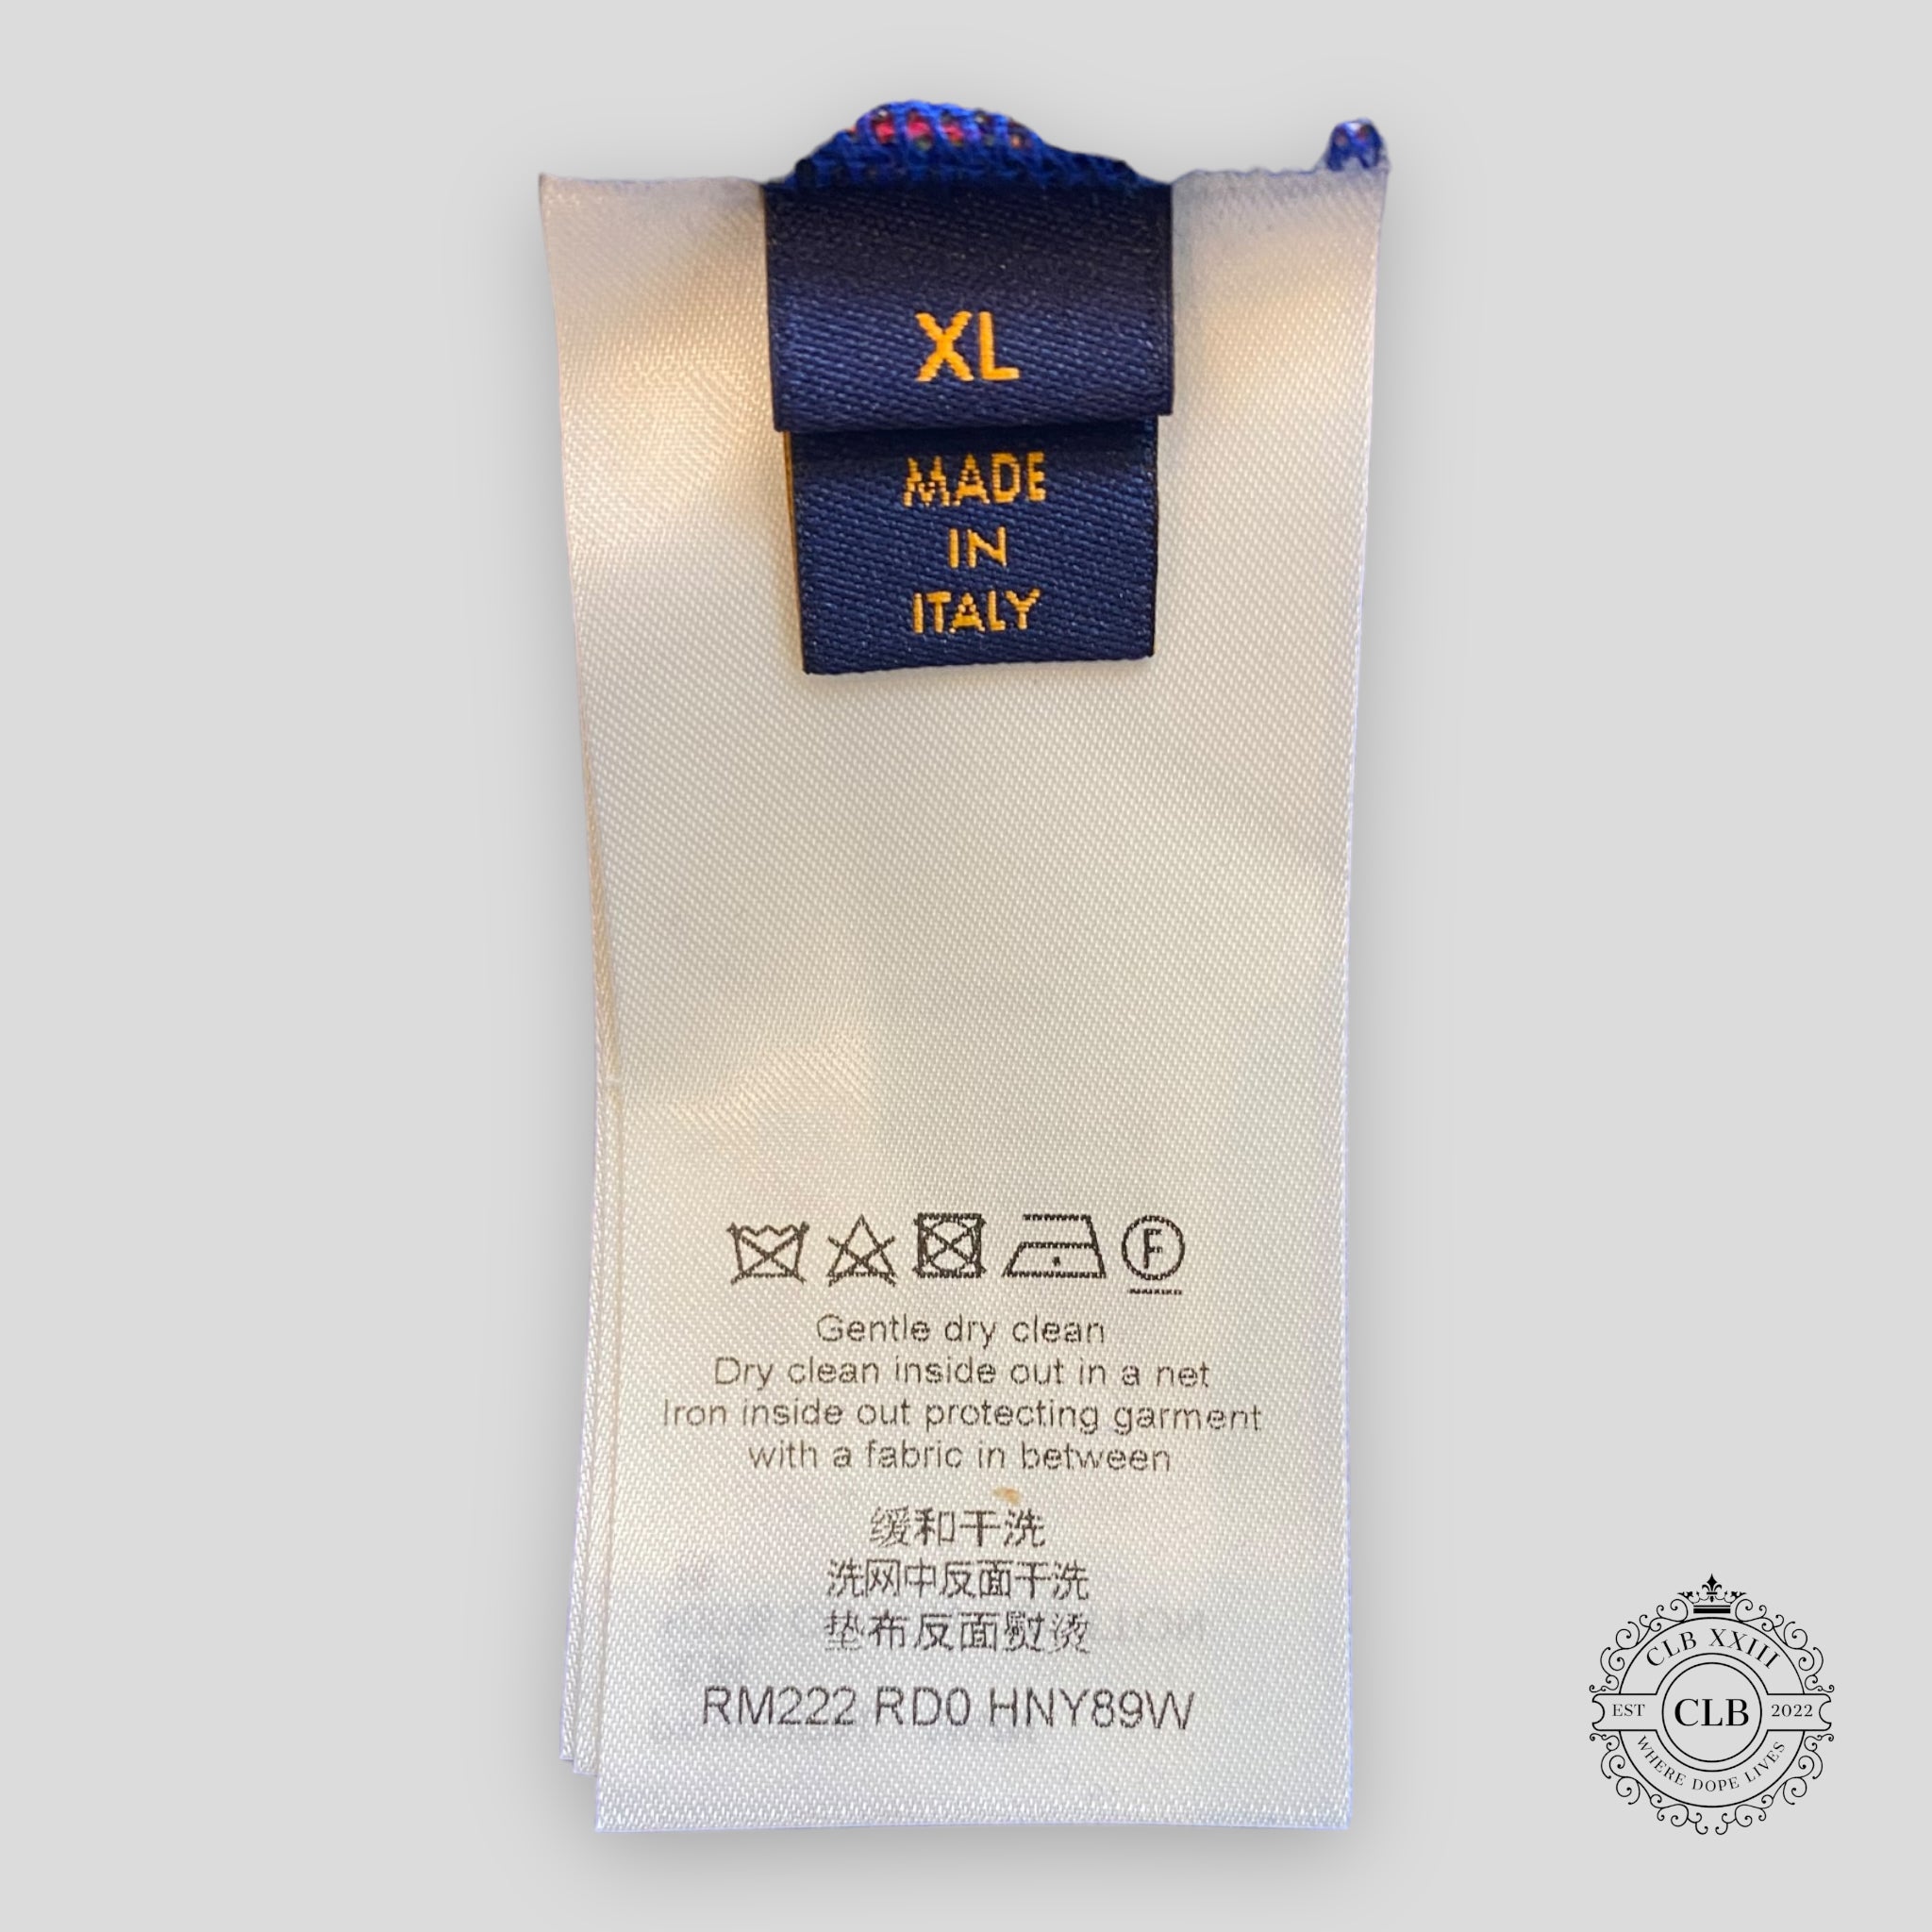 XL
MADE
IN
ITALY
F
Gentle dry clean
Dry clean inside out in a net
Iron inside out protecting garment
with a fabric in between
缓和干洗
洗网中反面干洗
垫布反面熨烫
RM222 RD0 HNY89W
CLB XXIII
EST CLB 2022
WHERE DOPE LIVES